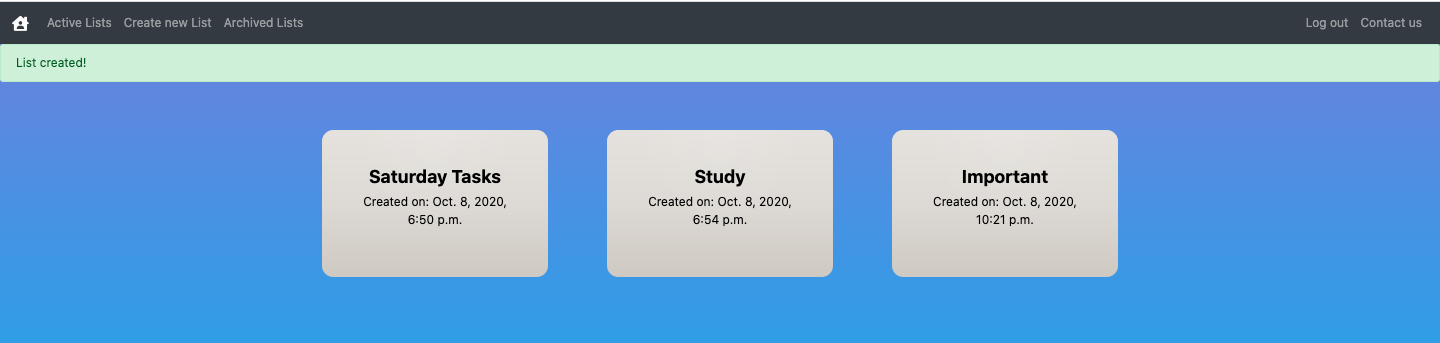 Active Lists Create new List Archived Lists Log out Contact us
List created!
Saturday Tasks
Created on: Oct. 8, 2020,
6:50 p.m.
Study
Created on: Oct. 8, 2020,
6:54 p.m.
Important
Created on: Oct. 8, 2020,
10:21 p.m.